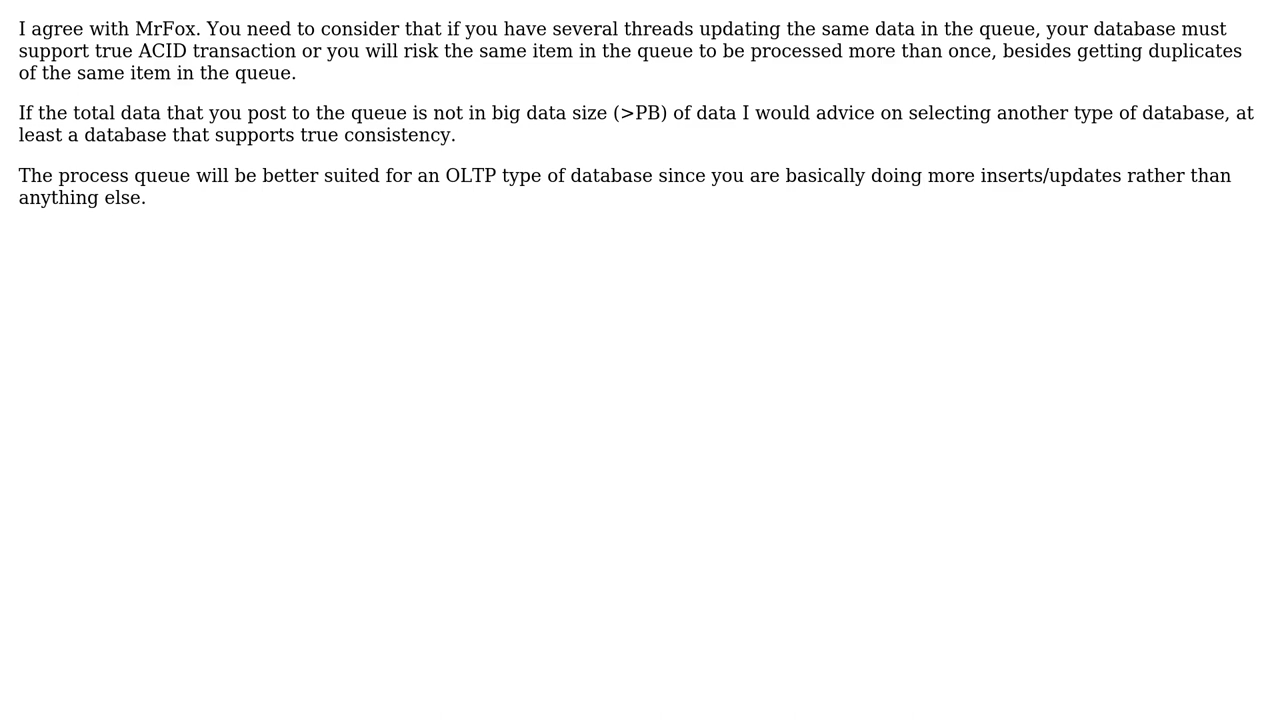 I agree with MrFox. You need to consider that if you have several threads updating the same data in the queue, your database must
support true ACID transaction or you will risk the same item in the queue to be processed more than once, besides getting duplicates
of the same item in the queue.
If the total data that you post to the queue is not in big data size (>PB) of data I would advice on selecting another type of database, at
least a database that supports true consistency.
The process queue will be better suited for an OLTP type of database since you are basically doing more inserts/updates rather than
anything else.